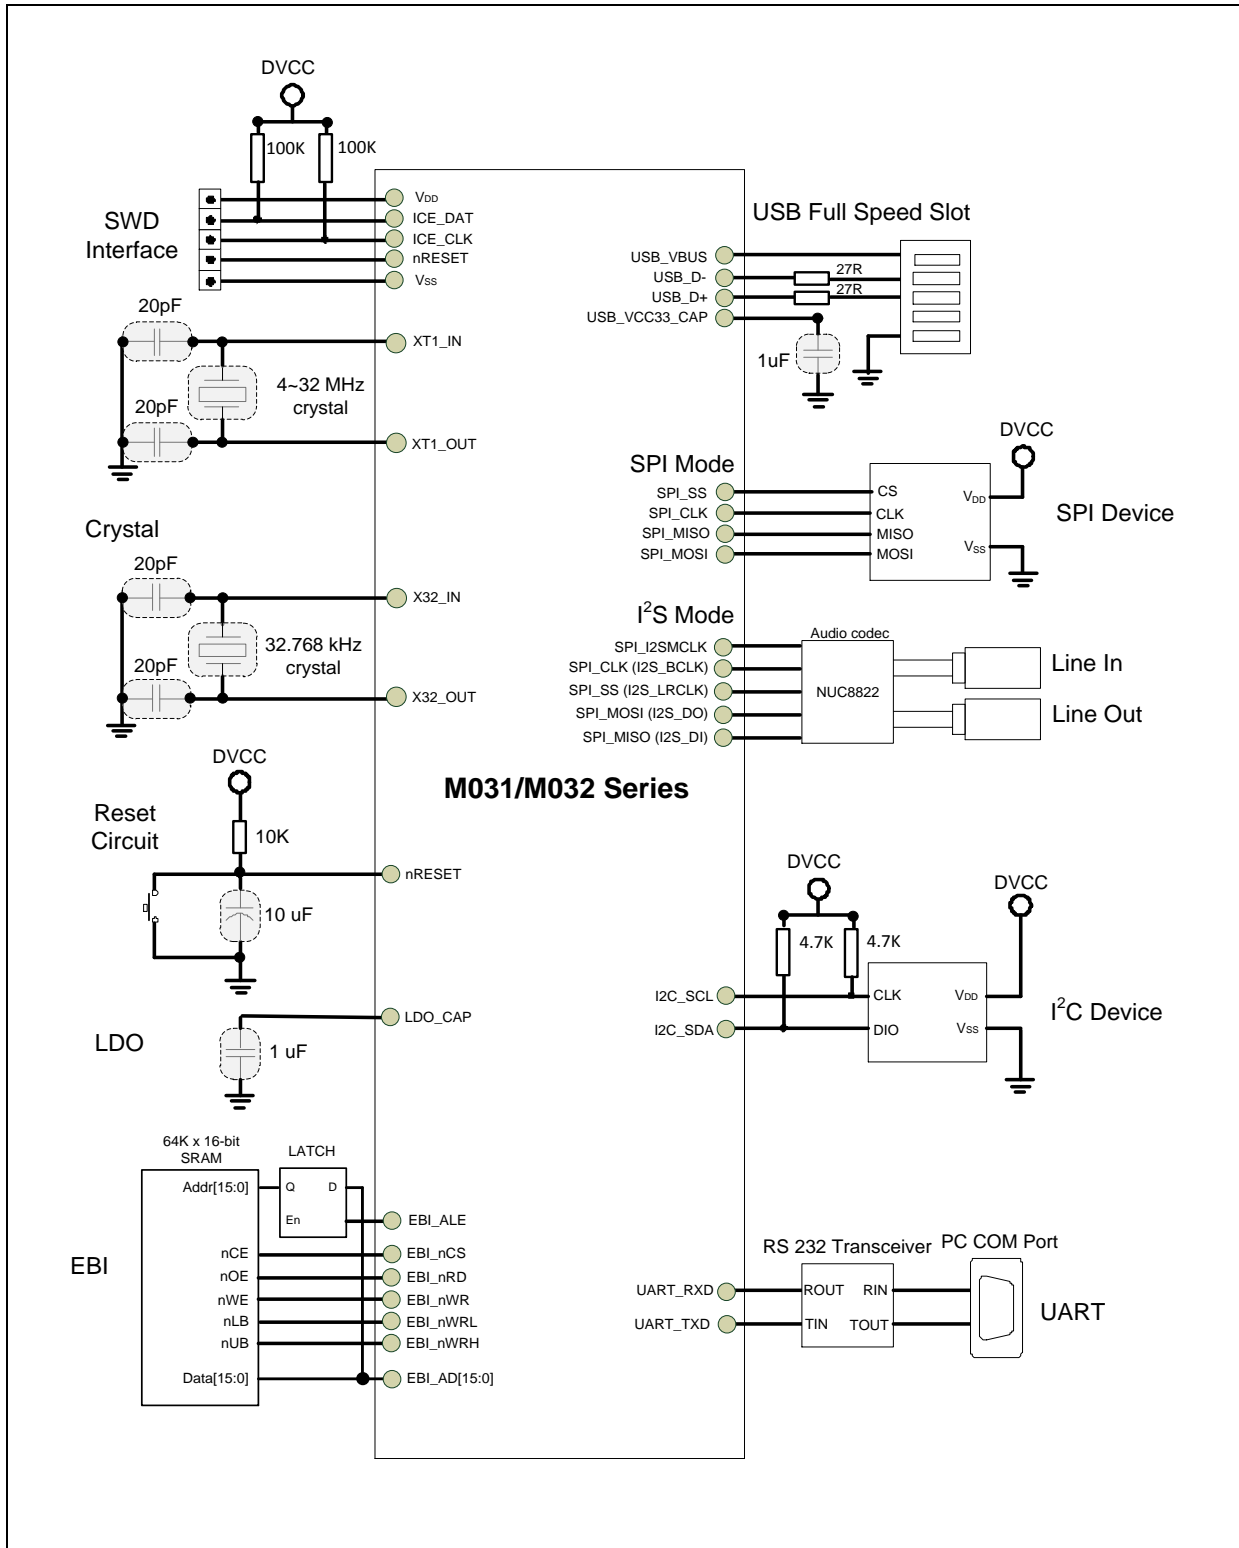 DVCC
100K
100K
SWD
Interface
VDD
ICE_DAT
ICE_CLK
nRESET
VSS
20pF
XT1_IN
4~32 MHz
crystal
20pF
XT1_OUT
Crystal
20pF
X32_IN
32.768 kHz
crystal
20pF
X32_OUT
DVCC
Reset
Circuit
10K
nRESET
10 uF
LDO
LDO_CAP
1 uF
64K x 16-bit
SRAM
LATCH
Addr[15:0]
Q
D
En
EBI_ALE
EBI
nCE
EBI_nCS
nOE
EBI_nRD
nWE
EBI_nWR
nLB
EBI_nWRL
nUB
EBI_nWRH
Data[15:0]
EBI_AD[15:0]
M031/M032 Series
USB Full Speed Slot
USB_VBUS
USB_D-
27R
USB_D+
27R
USB_VCC33_CAP
1uF
DVCC
SPI Mode
SPI_SS
CS
VDD
SPI_CLK
CLK
SPI Device
SPI_MISO
MISO
SPI_MOSI
MOSI
VSS
I2S Mode
Audio codec
SPI_I2SMCLK
SPI_CLK (I2S_BCLK)
SPI_SS (I2S_LRCLK)
SPI_MOSI (I2S_DO)
SPI_MISO (I2S_DI)
NUC8822
Line In
Line Out
DVCC
DVCC
4.7K
4.7K
I2C_SCL
CLK
VDD
I2C_SDA
DIO
VSS
I2C Device
RS 232 Transceiver
PC COM Port
UART_RXD
ROUT
RIN
UART_TXD
TIN
TOUT
UART